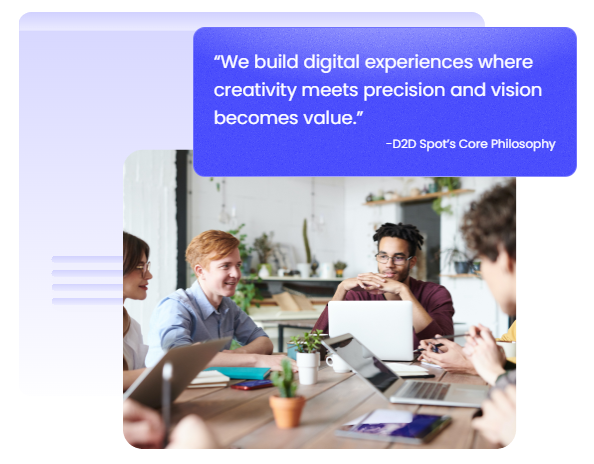 “We build digital experiences where
creativity meets precision and vision
becomes value.”
-D2D Spot’s Core Philosophy